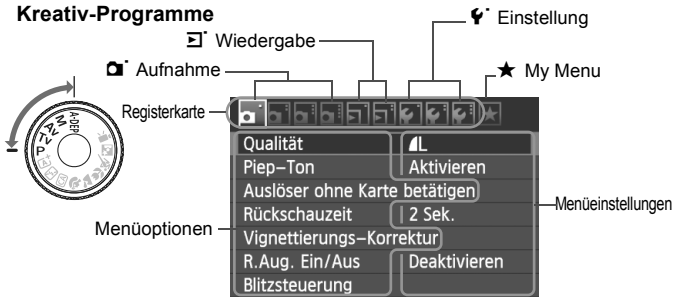 Kreativ-Programme
Einstellung
Wiedergabe
Aufnahme
★ My Menu
Registerkarte
A-DEP
M
Av
Tv
P
Qualität L
Piep-Ton Aktivieren
Auslöser ohne Karte betätigen
Menüeinstellungen
Rückschauzeit 2 Sek.
Menüoptionen
Vignettierungs-Korrektur
R.Aug. Ein/Aus Deaktivieren
Blitzsteuerung